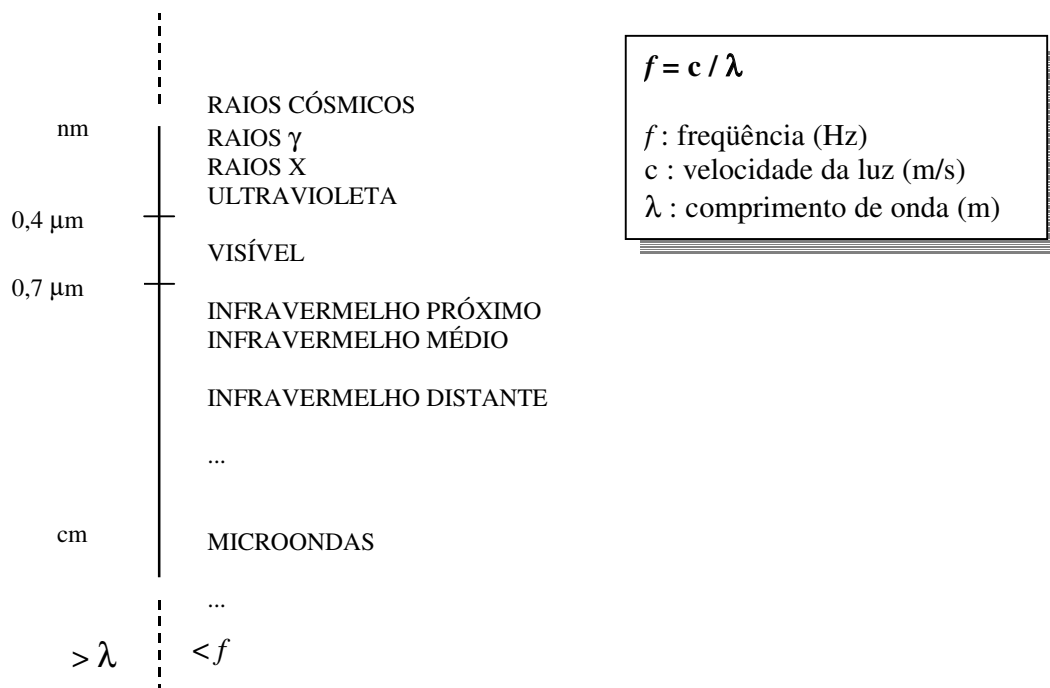 RAIOS CÓSMICOS
nm
RAIOS γ
RAIOS X
ULTRAVIOLETA
0,4 µm
VISÍVEL
0,7 µm
INFRAVERMELHO PRÓXIMO
INFRAVERMELHO MÉDIO
INFRAVERMELHO DISTANTE
...
cm
MICROONDAS
...
> λ
< f
f = c / λ
f : freqüência (Hz)
c : velocidade da luz (m/s)
λ : comprimento de onda (m)